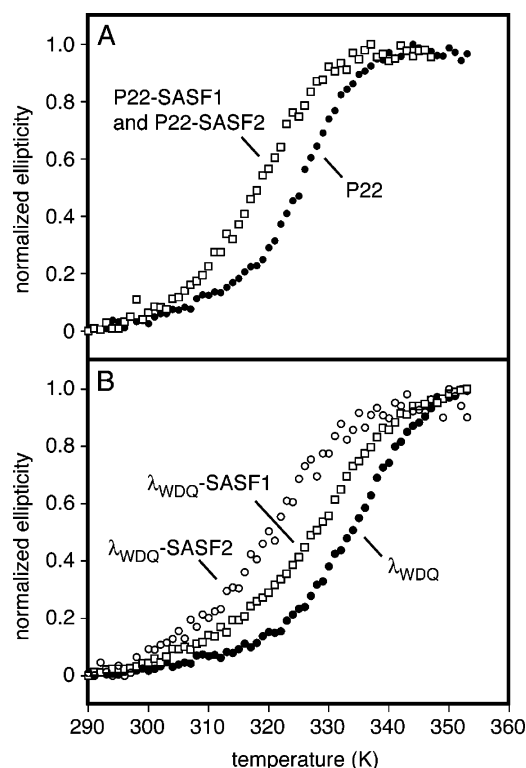 A
1.0
P22-SASF1
and P22-SASF2
0.8
0.6
P22
0.4
0.2
0
normalized ellipticity
B
1.0
0.8
λWDQ-SASF1
0.6
λWDQ-SASF2
0.4
λWDQ
0.2
0
normalized ellipticity
290 300 310 320 330 340 350 360
temperature (K)